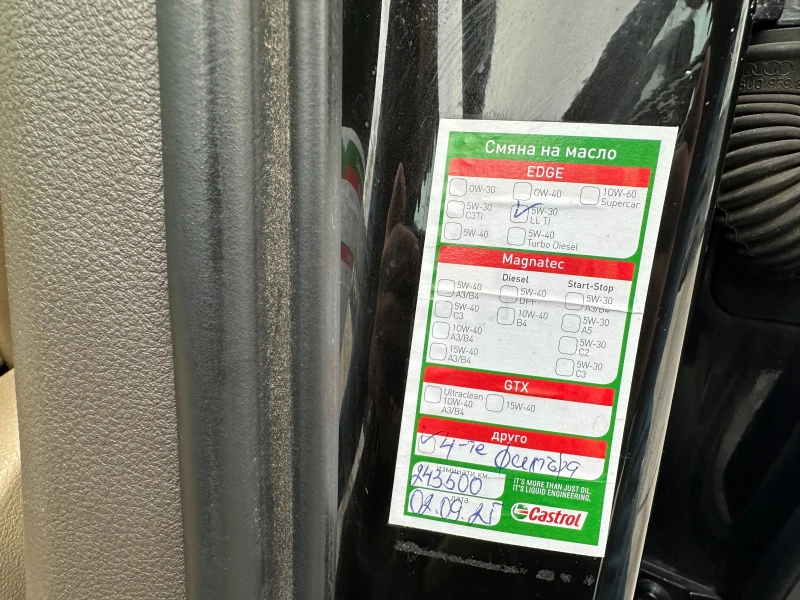 Смяна на масло
EDGE
0W-30
0W-40
10W-60 Supercar
5W-30 C3TI
5W-30 LL TI
5W-40
5W-40 Turbo Diesel
Magnatec
Diesel
Start-Stop
5W-40 A3/B4
5W-40 DPF
5W-30 A3/B4
5W-40 C3
10W-40 B4
5W-30 A5
10W-40 A3/B4
5W-30 C2
15W-40 A3/B4
5W-30 C3
GTX
Ultraclean 10W-40 A3/B4
15W-40
друго
4-те филтъра
изминати км.
243500
дата
02.09.25
IT'S MORE THAN JUST OIL.
IT'S LIQUID ENGINEERING.
Castrol